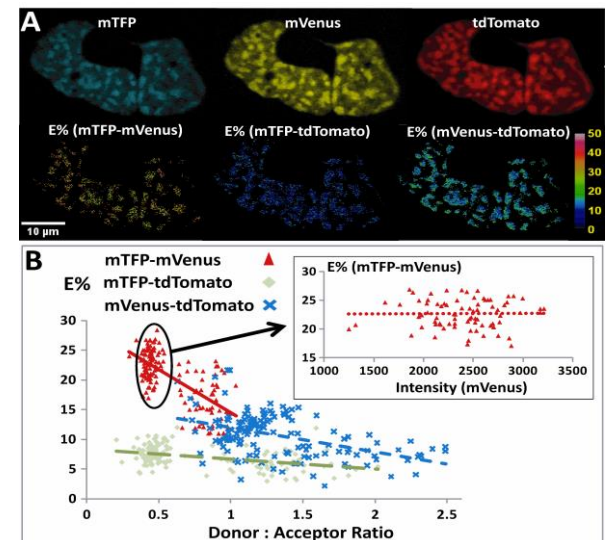 A
mTFP
mVenus
tdTomato
E% (mTFP-mVenus)
E% (mTFP-tdTomato)
E% (mVenus-tdTomato)
50
40
30
20
10
0
10 µm
B
E%
mTFP-mVenus
mTFP-tdTomato
mVenus-tdTomato
E% (mTFP-mVenus)
30
25
20
15
1000
1500
2000
2500
3000
3500
Intensity (mVenus)
30
25
20
15
10
5
0
0
0.5
1
1.5
2
2.5
Donor : Acceptor Ratio